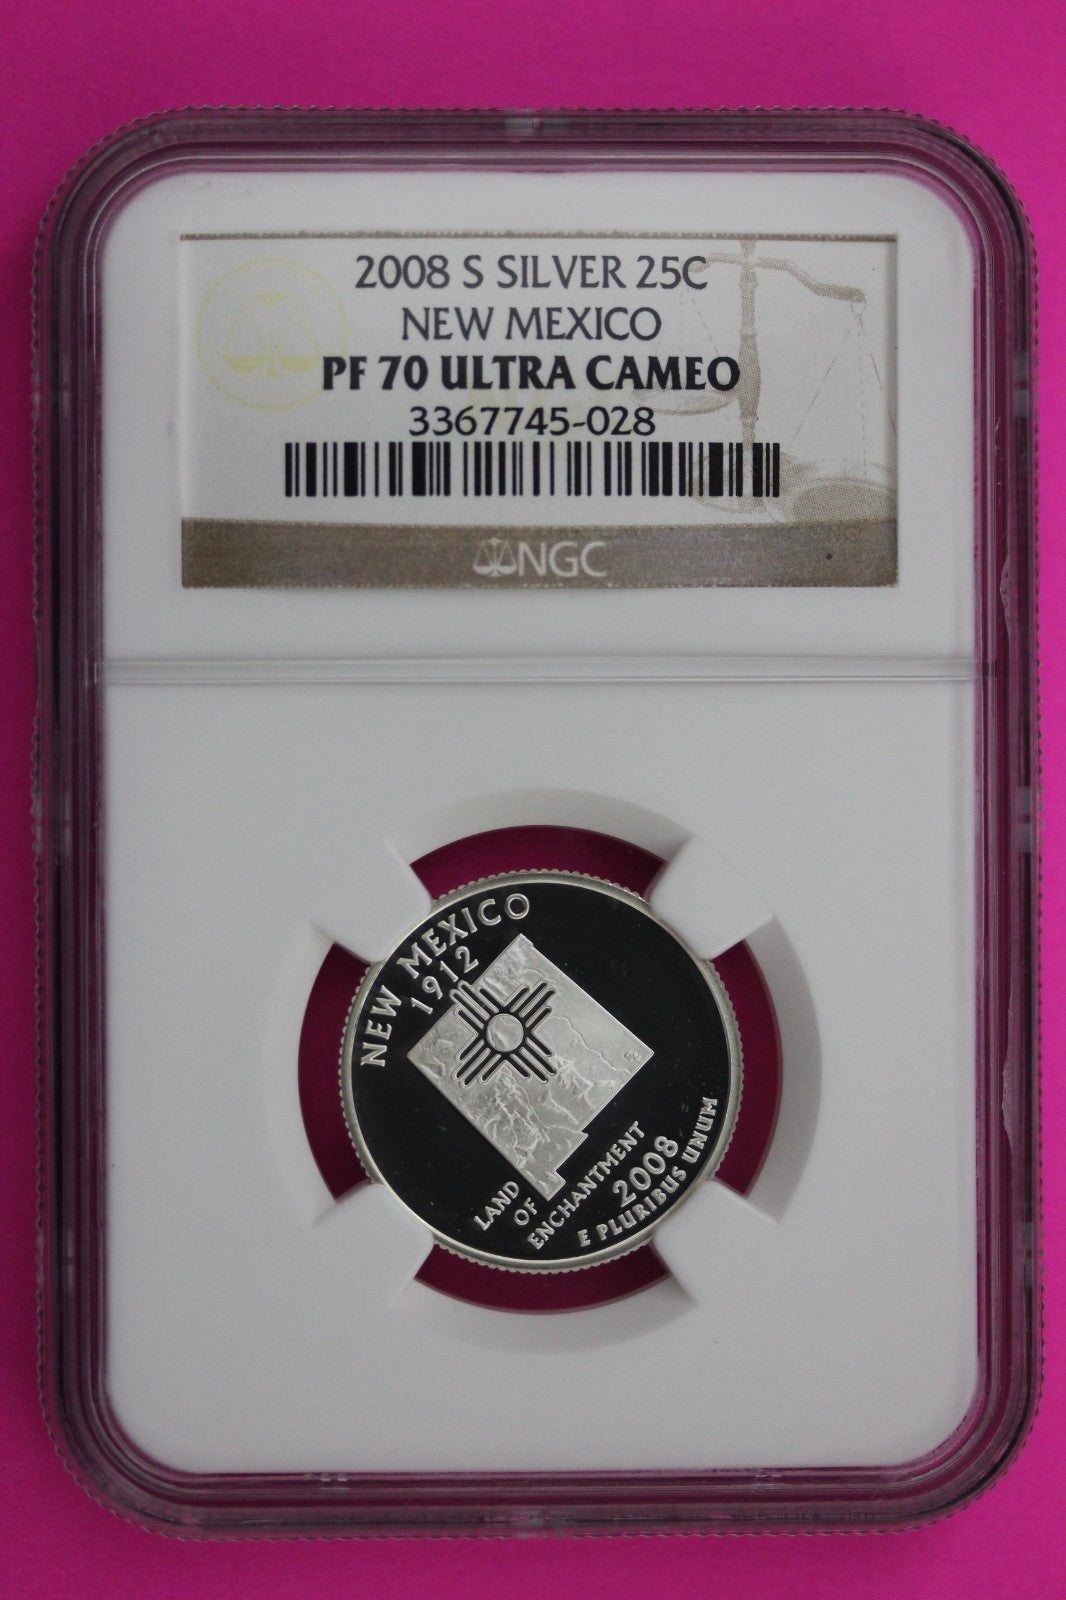 2008 S SILVER 25C
NEW MEXICO
PF 70 ULTRA CAMEO
3367745-028
NGC
NEW MEXICO
1912
LAND
OF
ENCHANTMENT
2008
E PLURIBUS UNUM